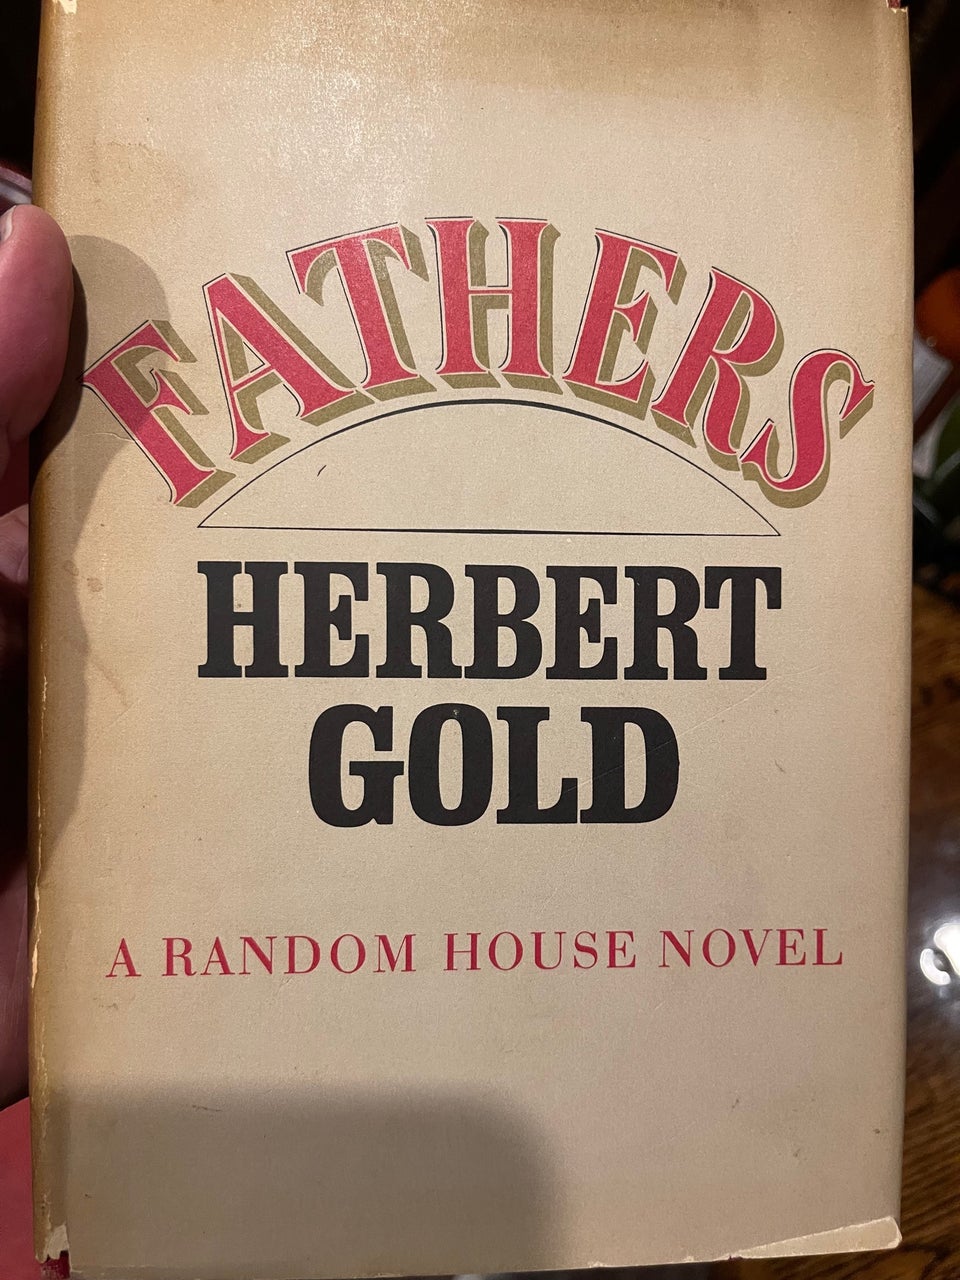 FATHERS
HERBERT
GOLD
A RANDOM HOUSE NOVEL